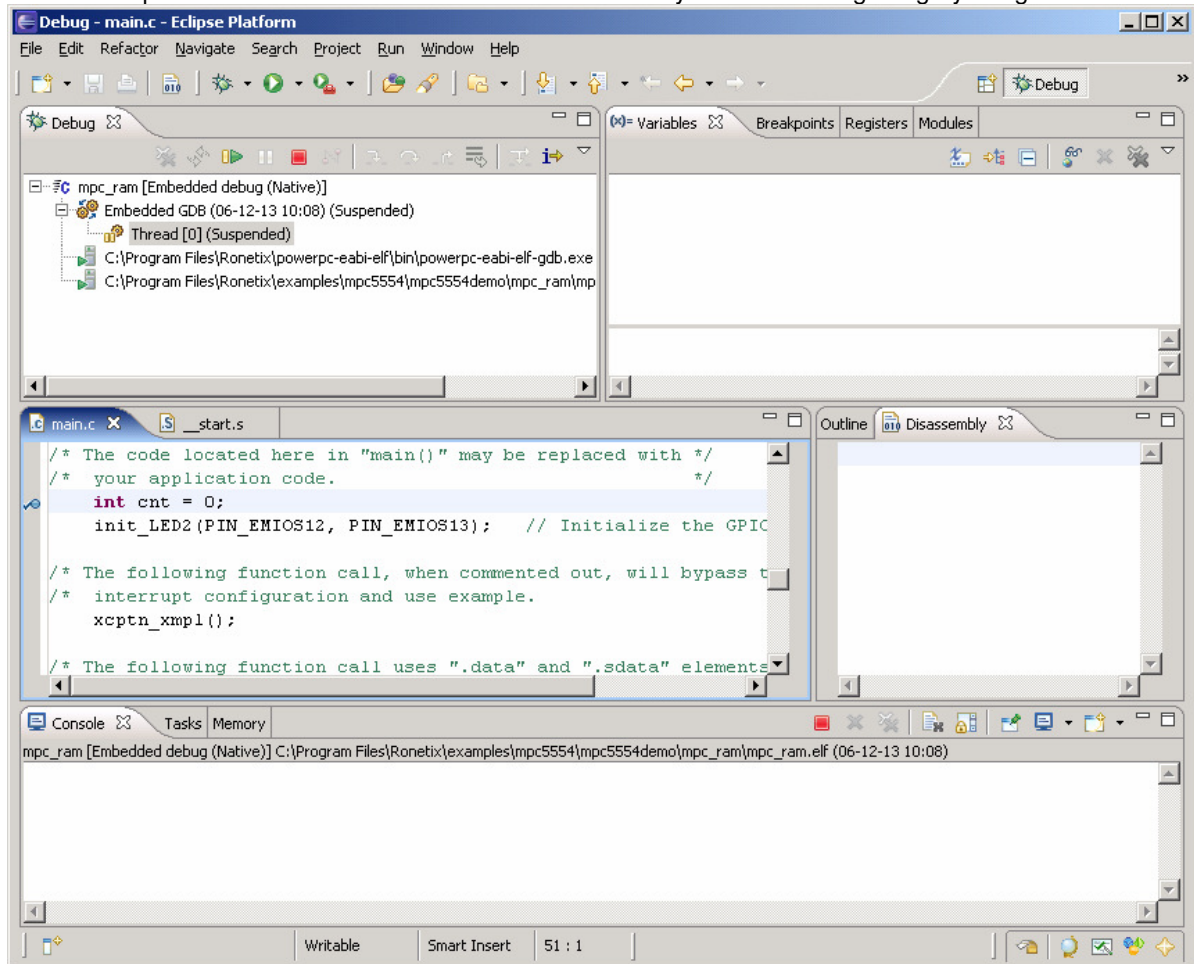 Debug - main.c - Eclipse Platform
File Edit Refactor Navigate Search Project Run Window Help
Debug
Debug
(x)= Variables Breakpoints Registers Modules
mpc_ram [Embedded debug (Native)]
Embedded GDB (06-12-13 10:08) (Suspended)
Thread [0] (Suspended)
C:\Program Files\Ronetix\powerpc-eabi-elf\bin\powerpc-eabi-elf-gdb.exe
C:\Program Files\Ronetix\examples\mpc5554\mpc5554demo\mpc_ram\mp
main.c __start.s
Outline Disassembly
/* The code located here in "main()" may be replaced with */
/* your application code. */
int cnt = 0;
init_LED2(PIN_EMIOS12, PIN_EMIOS13); // Initialize the GPIO
/* The following function call, when commented out, will bypass t
/* interrupt configuration and use example.
xcptn_xmpl();
/* The following function call uses ".data" and ".sdata" elements
Console Tasks Memory
mpc_ram [Embedded debug (Native)] C:\Program Files\Ronetix\examples\mpc5554\mpc5554demo\mpc_ram\mpc_ram.elf (06-12-13 10:08)
Writable Smart Insert 51 : 1